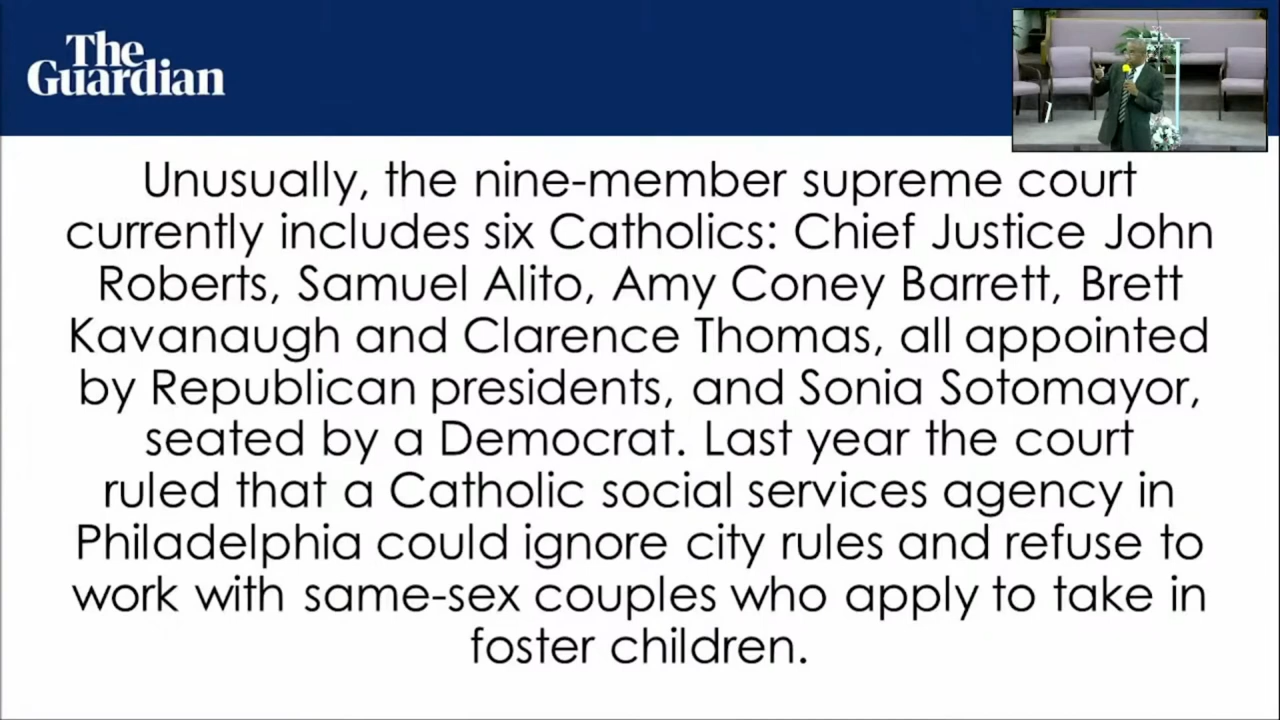 The
Guardian
Unusually, the nine-member supreme court
currently includes six Catholics: Chief Justice John
Roberts, Samuel Alito, Amy Coney Barrett, Brett
Kavanaugh and Clarence Thomas, all appointed
by Republican presidents, and Sonia Sotomayor,
seated by a Democrat. Last year the court
ruled that a Catholic social services agency in
Philadelphia could ignore city rules and refuse to
work with same-sex couples who apply to take in
foster children.